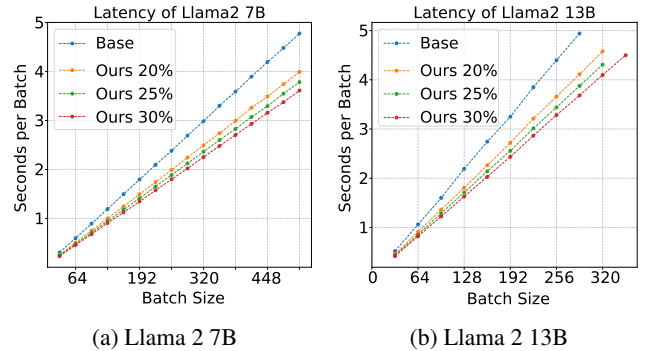 Latency of Llama2 7B
Seconds per Batch
5
4
3
2
1
Base
Ours 20%
Ours 25%
Ours 30%
64
192
320
448
Batch Size
(a) Llama 2 7B
Latency of Llama2 13B
Seconds per Batch
5
4
3
2
1
Base
Ours 20%
Ours 25%
Ours 30%
0
64
128
192
256
320
Batch Size
(b) Llama 2 13B